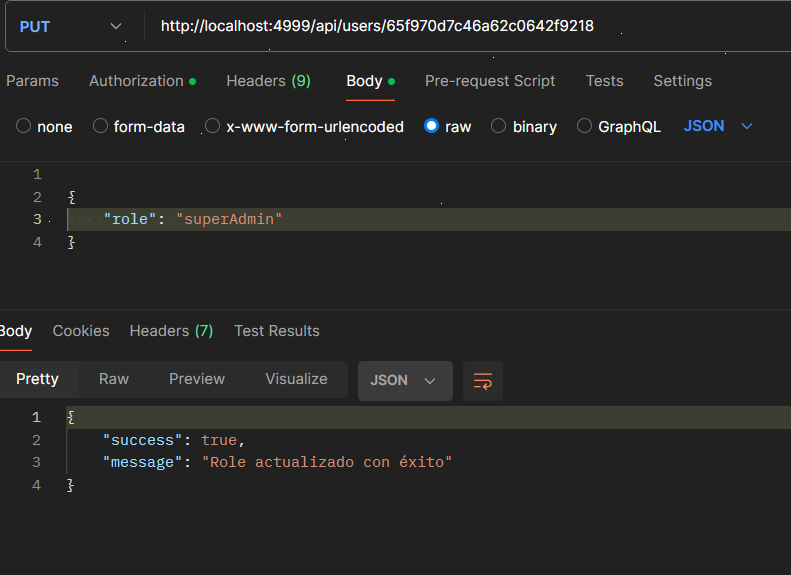 PUT http://localhost:4999/api/users/65f970d7c46a62c0642f9218
Params Authorization Headers (9) Body Pre-request Script Tests Settings
none form-data x-www-form-urlencoded raw binary GraphQL JSON
1
2 {
3 "role": "superAdmin"
4 }
Body Cookies Headers (7) Test Results
Pretty Raw Preview Visualize JSON
1 {
2 "success": true,
3 "message": "Role actualizado con éxito"
4 }